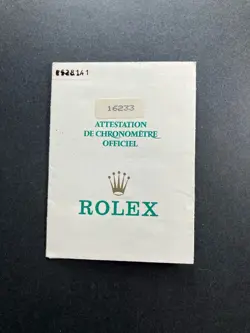 16233
ATTESTATION
DE CHRONOMÈTRE
OFFICIEL
ROLEX